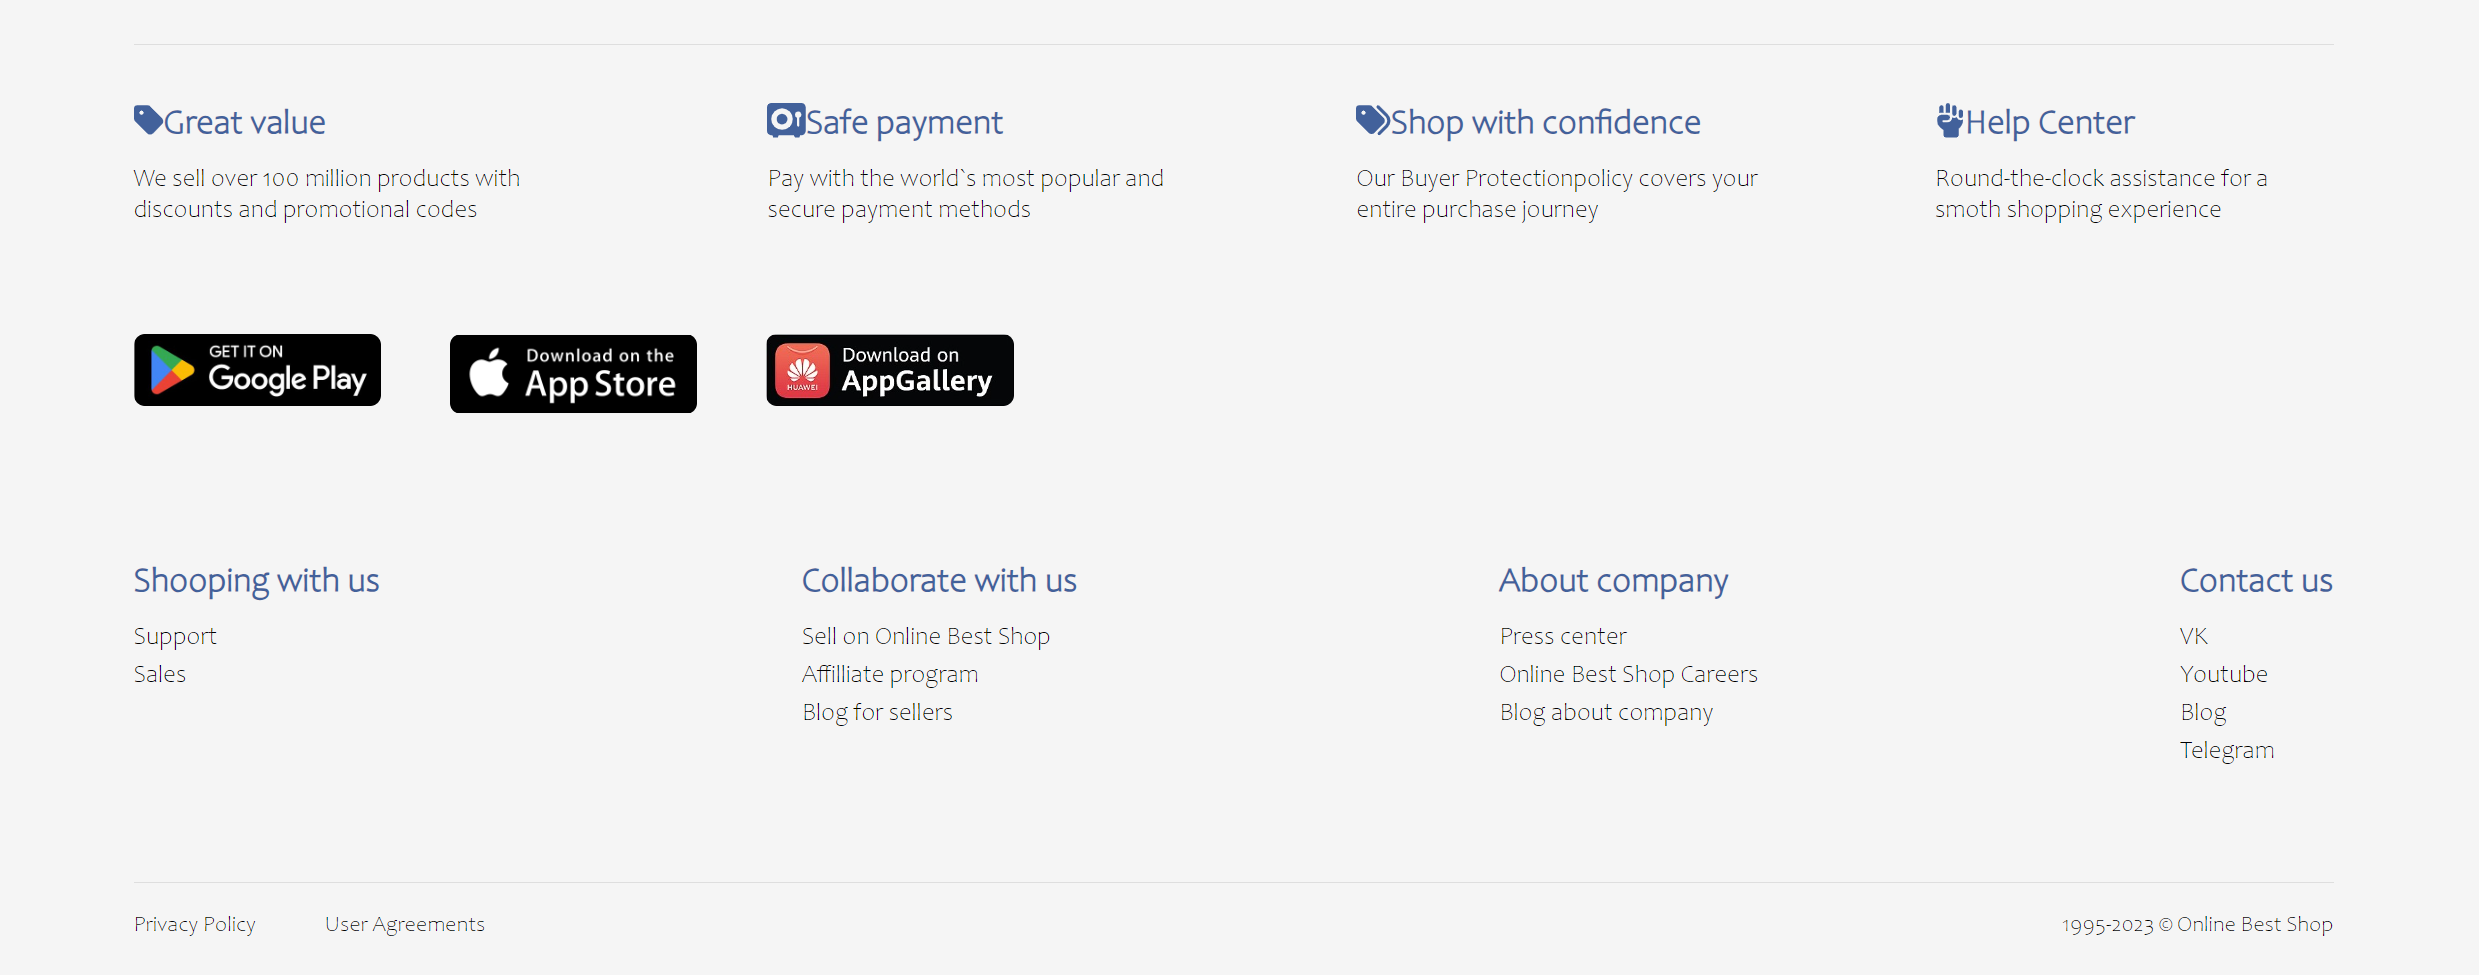 Great value
We sell over 100 million products with
discounts and promotional codes
Safe payment
Pay with the world`s most popular and
secure payment methods
Shop with confidence
Our Buyer Protectionpolicy covers your
entire purchase journey
Help Center
Round-the-clock assistance for a
smoth shopping experience
GET IT ON
Google Play
Download on the
App Store
HUAWEI
Download on
AppGallery
Shooping with us
Support
Sales
Collaborate with us
Sell on Online Best Shop
Affilliate program
Blog for sellers
About company
Press center
Online Best Shop Careers
Blog about company
Contact us
VK
Youtube
Blog
Telegram
Privacy Policy
User Agreements
1995-2023 © Online Best Shop